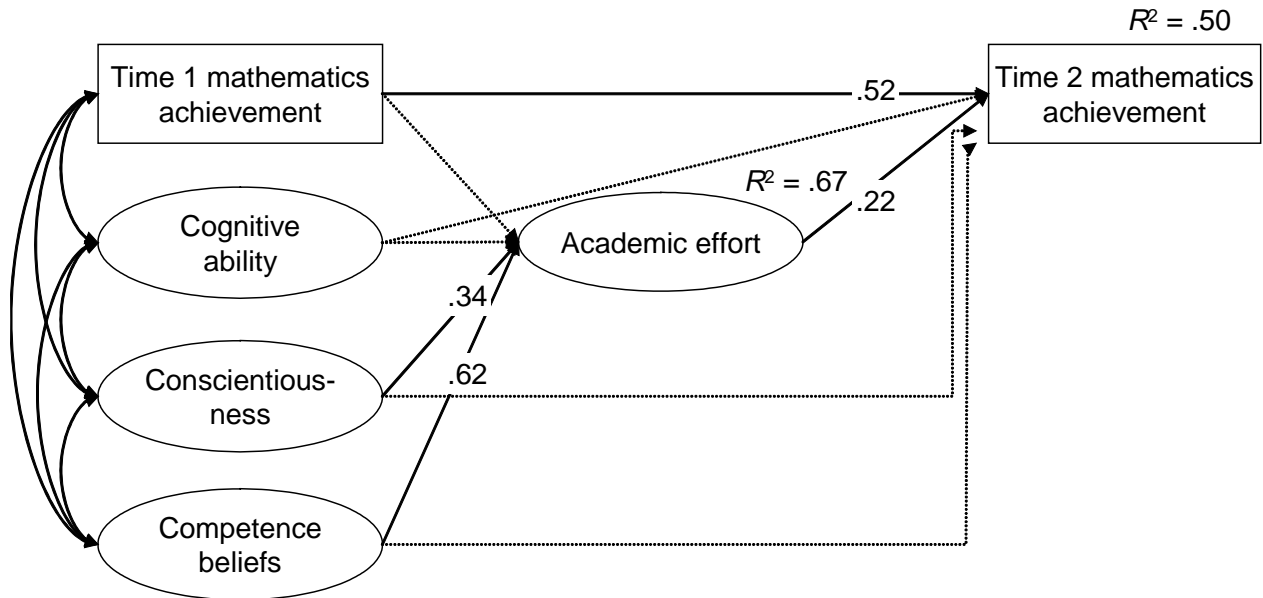 R² = .50
Time 1 mathematics
achievement
Time 2 mathematics
achievement
.52
R² = .67
.22
Cognitive
ability
Academic effort
.34
Conscientious-
ness
.62
Competence
beliefs